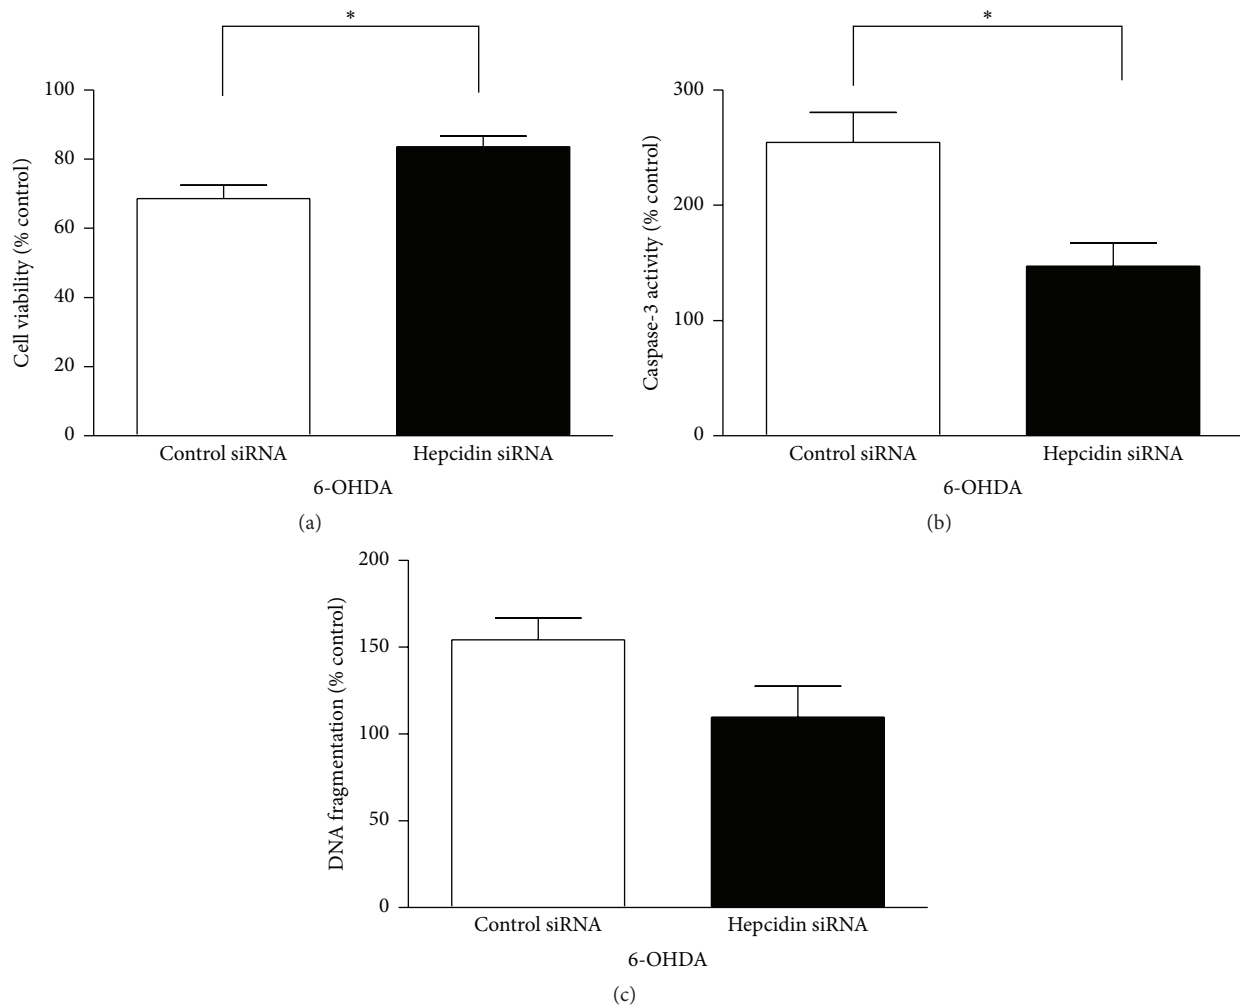 *
Cell viability (% control)
100
80
60
40
20
0
Control siRNA
Hepcidin siRNA
6-OHDA
(a)
*
Caspase-3 activity (% control)
300
200
100
0
Control siRNA
Hepcidin siRNA
6-OHDA
(b)
DNA fragmentation (% control)
200
150
100
50
0
Control siRNA
Hepcidin siRNA
6-OHDA
(c)